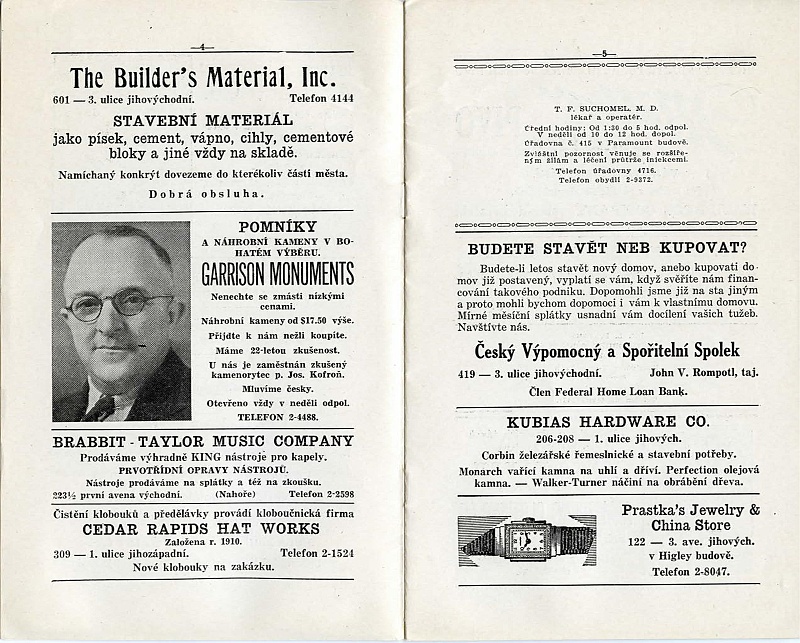 —4—
The Builder's Material, Inc.
601 — 3. ulice jihovýchodní. Telefon 4144
STAVEBNÍ MATERIÁL
jako písek, cement, vápno, cihly, cementové
bloky a jiné vždy na skladě.
Namíchaný konkrýt dovezeme do kterékoliv části města.
Dobrá obsluha.
POMNÍKY
A NÁHROBNÍ KAMENY V BO-
HATÉM VÝBĚRU.
GARRISON MONUMENTS
Nenechte se zmásti nízkými
cenami.
Náhrobní kameny od $17.50 výše.
Přijďte k nám nežli koupíte.
Máme 22-letou zkušenost.
U nás je zaměstnán zkušený
kamenorytec p. Jos. Kofroň.
Mluvíme česky.
Otevřeno vždy v neděli odpol.
TELEFON 2-4488.
BRABBIT - TAYLOR MUSIC COMPANY
Prodáváme výhradně KING nástroje pro kapely.
PRVOTŘÍDNÍ OPRAVY NÁSTROJŮ.
Nástroje prodáváme na splátky a též na zkoušku.
223½ první avena východní. (Nahoře) Telefon 2-2598
Čistění klobouků a předělávky provádí kloboučnická firma
CEDAR RAPIDS HAT WORKS
Založena r. 1910.
309 — 1. ulice jihozápadní. Telefon 2-1524
Nové klobouky na zakázku.
—5—
T. F. SUCHOMEL, M. D.
lékař a operatér.
Úřední hodiny: Od 1:30 do 5 hod. odpol.
V neděli od 10 do 12 hod. dopol.
Úřadovna č. 415 v Paramount budově.
Zvláštní pozornost věnuje se rozšíře-
ným žilám a léčení průtrže injekcemi.
Telefon úřadovny 4716.
Telefon obydlí 2-9372.
BUDETE STAVĚT NEB KUPOVAT?
Budete-li letos stavět nový domov, anebo kupovati do-
mov již postavený, vyplatí se vám, když svěříte nám finan-
cování takového podniku. Dopomohli jsme již na sta jiným
a proto mohli bychom dopomoci i vám k vlastnímu domovu.
Mírné měsíční splátky usnadní vám docílení vašich tužeb.
Navštivte nás.
Český Výpomocný a Spořitelní Spolek
419 — 3. ulice jihovýchodní. John V. Rompotl, taj.
Člen Federal Home Loan Bank.
KUBIAS HARDWARE CO.
206-208 — 1. ulice jihových.
Corbin železářské řemeslnické a stavební potřeby.
Monarch vařící kamna na uhlí a dříví. Perfection olejová
kamna. — Walker-Turner náčiní na obrábění dřeva.
Prastka's Jewelry &
China Store
122 — 3. ave. jihových.
v Higley budově.
Telefon 2-8047.